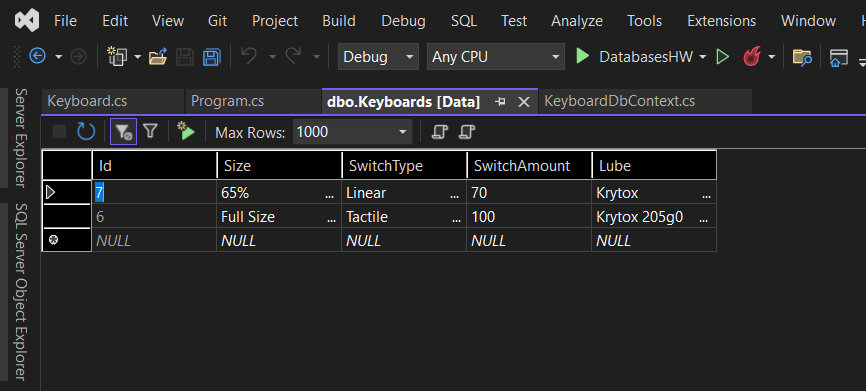 File Edit View Git Project Build Debug SQL Test Analyze Tools Extensions Window
Debug Any CPU DatabasesHW
Keyboard.cs Program.cs dbo.Keyboards [Data] KeyboardDbContext.cs
Max Rows: 1000
Server Explorer
SQL Server Object Explorer
Id Size SwitchType SwitchAmount Lube
7 65% ... Linear ... 70 Krytox ...
6 Full Size ... Tactile ... 100 Krytox 205g0 ...
NULL NULL NULL NULL NULL